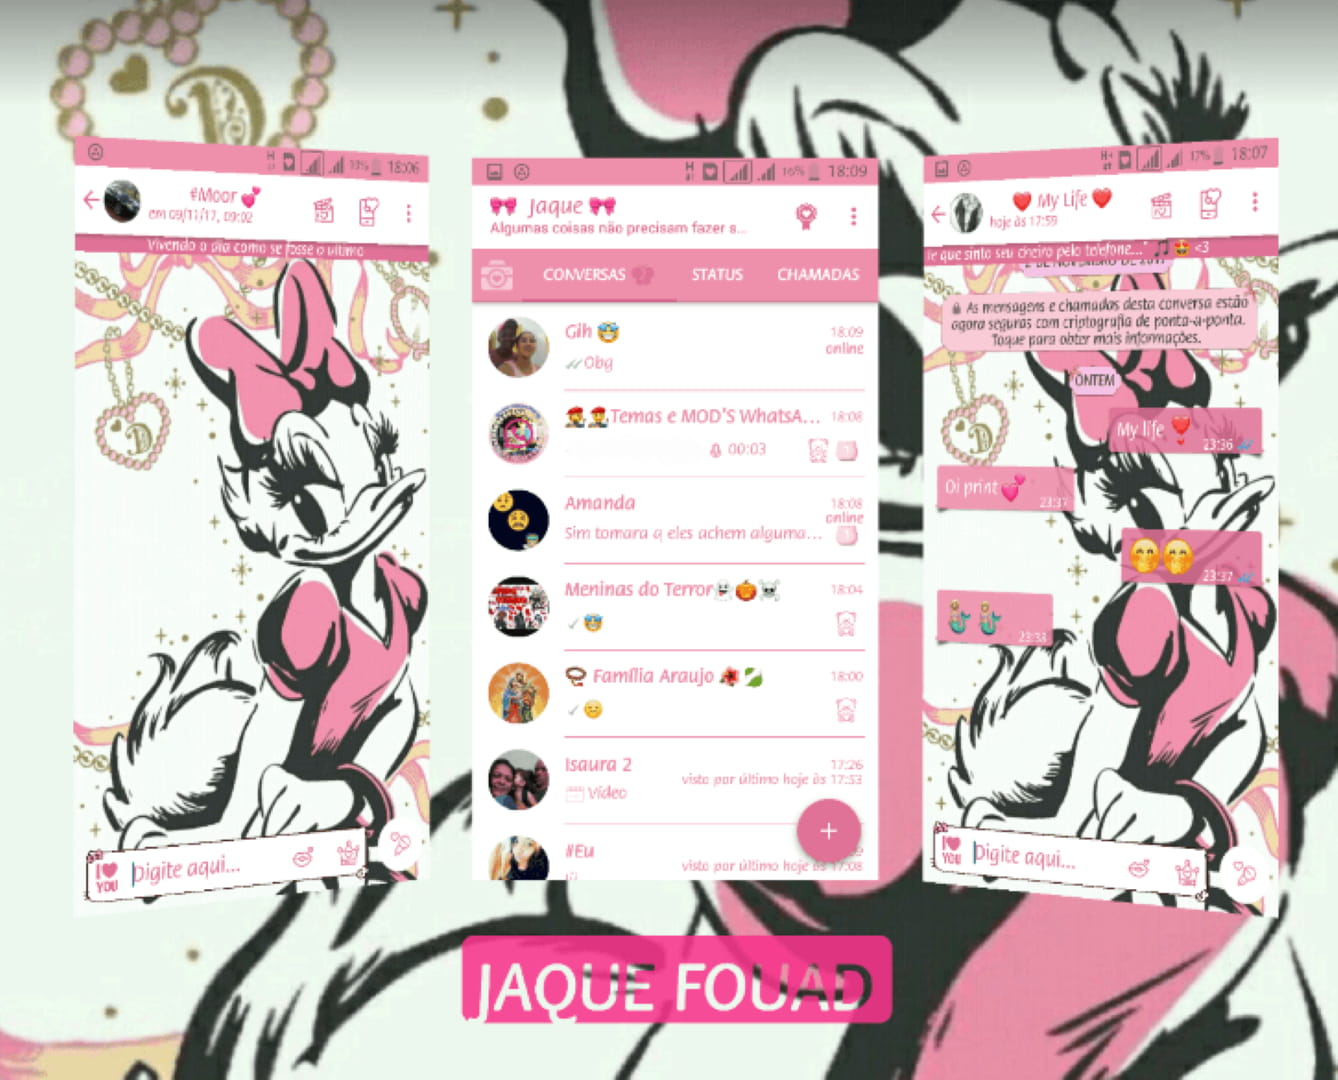 18:06
#Moor
em 09/11/17, 09:02
Vivendo o dia como se fosse o último
D
I
YOU
Digite aqui...
16% 18:09
Jaque
Algumas coisas não precisam fazer s...
CONVERSAS STATUS CHAMADAS
Gih 18:09
online
Obg
Temas e MOD'S WhatsA... 18:08
00:03 1
Amanda 18:08
online
Sim tomara q eles achem alguma...
Meninas do Terror 18:04
Família Araujo 18:00
Isaura 2 17:26
visto por último hoje às 17:53
Vídeo
#Eu
visto por último hoje às 17:08
17% 18:07
My Life
hoje às 17:59
te que sinto seu cheiro pelo telefone..." <3
As mensagens e chamadas desta conversa estão
agora seguras com criptografia de ponta-a-ponta.
Toque para obter mais informações.
ONTEM
My life
23:36
Oi print
23:37
23:37
23:38
D
I
YOU
Digite aqui...
JAQUE FOUAD